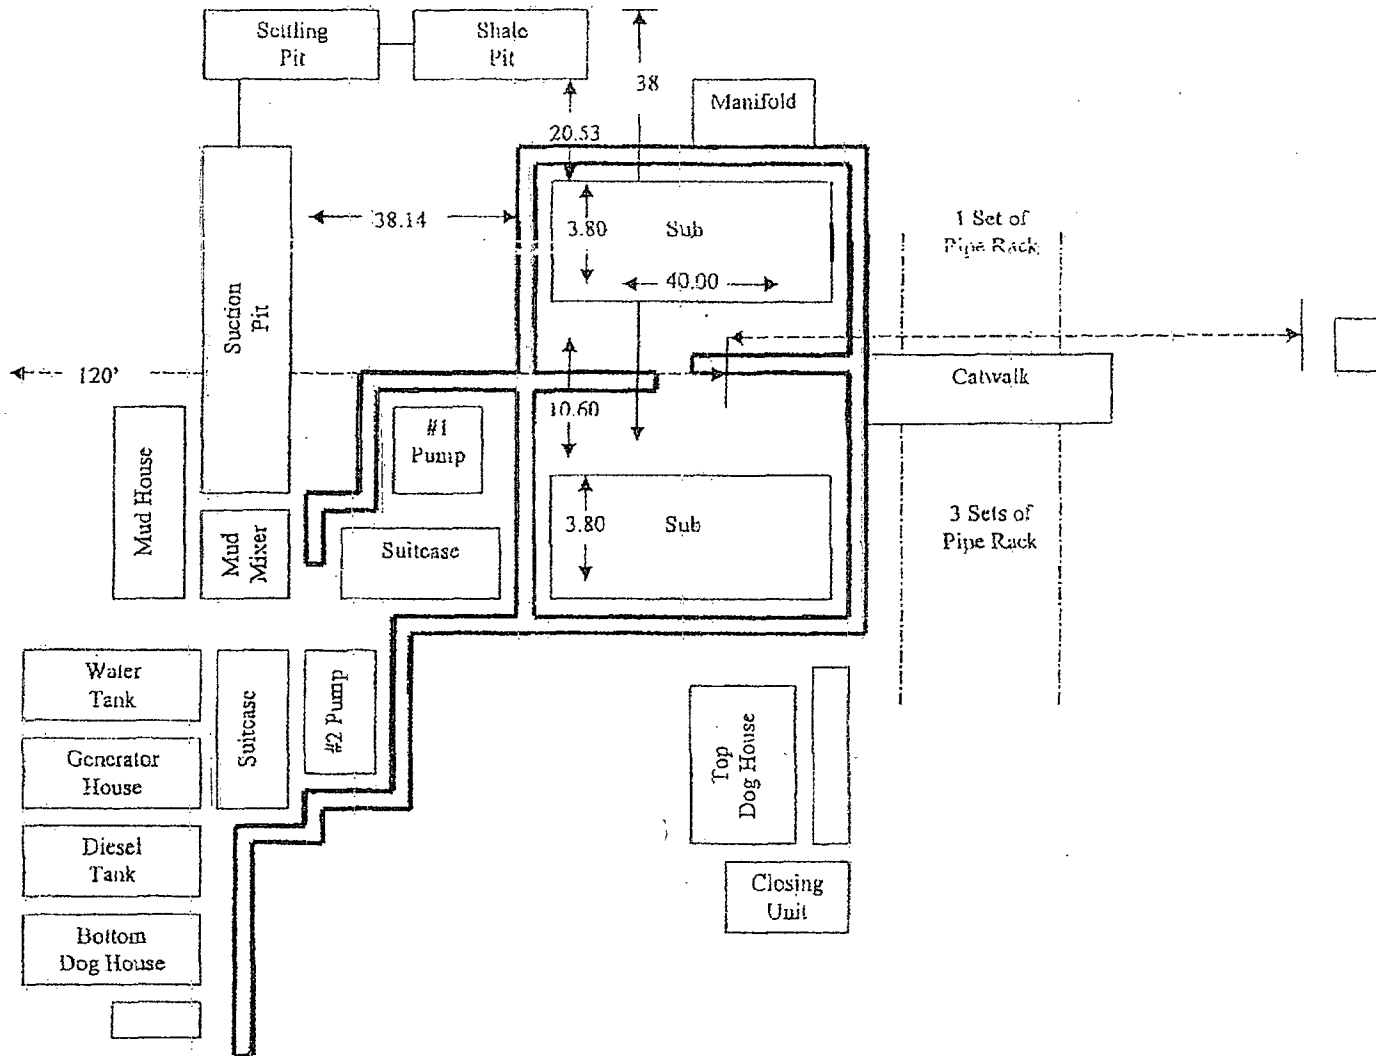 Settling
Pit
Shale
Pit
38
Manifold
20.53
38.14
3.80
Sub
40.00
1 Set of
Pipe Rack
Suction
Pit
120'
Catwalk
10.60
#1
Pump
Mud House
Mud
Mixer
Suitcase
3.80
Sub
3 Sets of
Pipe Rack
Water
Tank
Suitcase
#2 Pump
Generator
House
Top
Dog House
Diesel
Tank
Closing
Unit
Bottom
Dog House